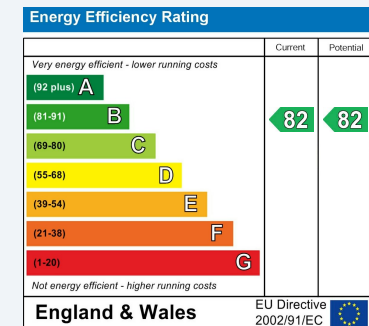 Energy Efficiency Rating
Current Potential
Very energy efficient - lower running costs
(92 plus) A
(81-91) B
82 82
(69-80) C
(55-68) D
(39-54) E
(21-38) F
(1-20) G
Not energy efficient - higher running costs
England & Wales
EU Directive
2002/91/EC